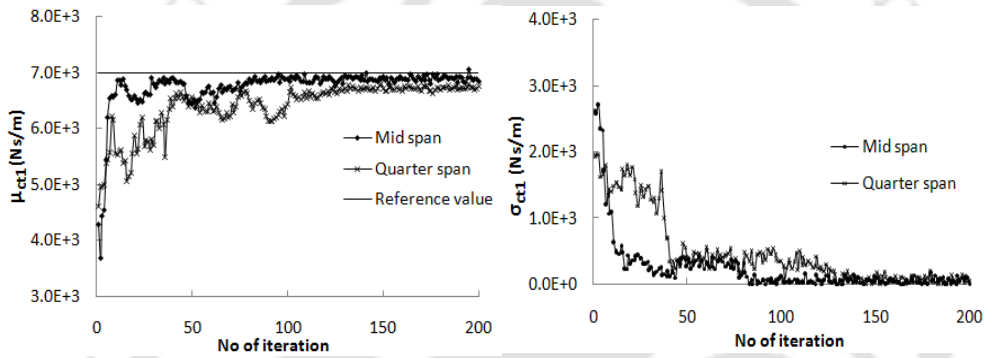 8.0E+3
7.0E+3
6.0E+3
5.0E+3
4.0E+3
3.0E+3
μct1 (Ns/m)
0
50
100
150
200
No of iteration
Mid span
Quarter span
Reference value
4.0E+3
3.0E+3
2.0E+3
1.0E+3
0.0E+0
σct1 (Ns/m)
0
50
100
150
200
No of iteration
Mid span
Quarter span